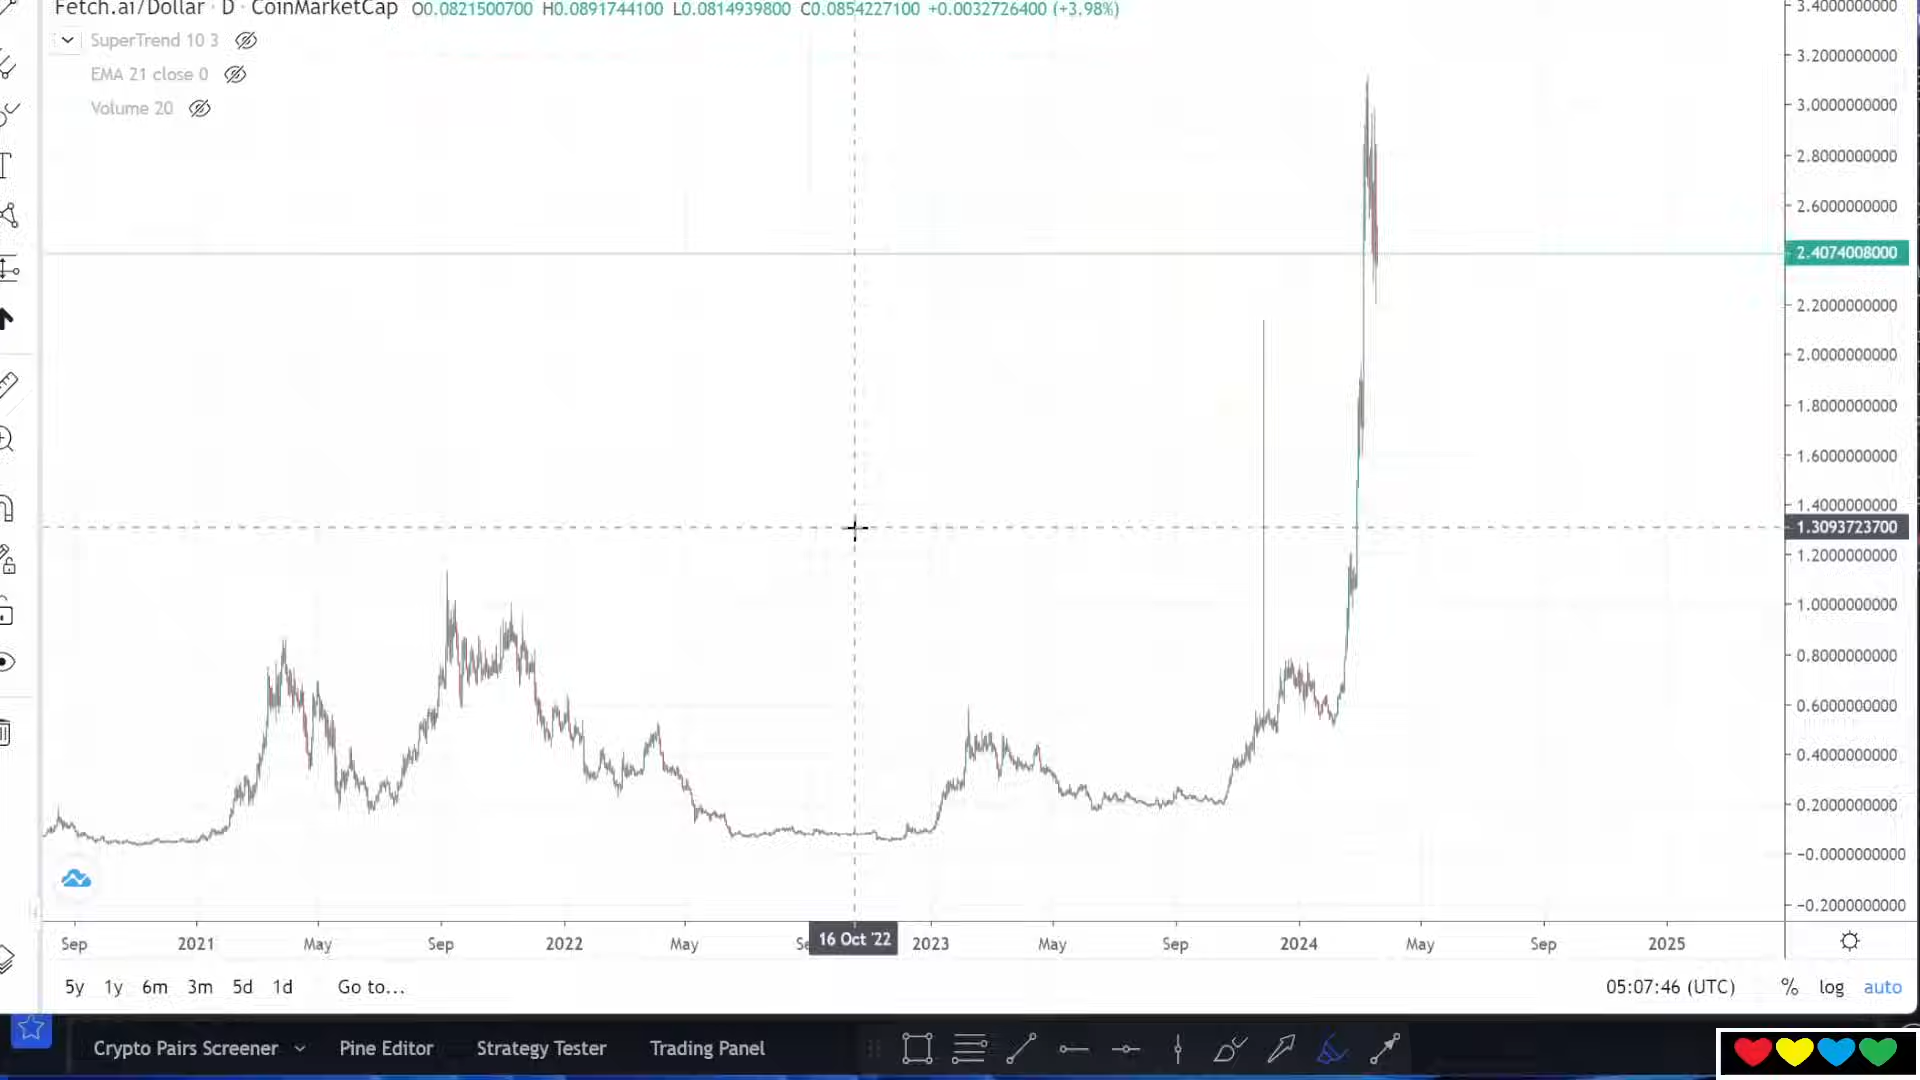 Fetch.ai/Dollar · D · CoinMarketCap O0.0821500700 H0.0891744100 L0.0814939800 C0.0854227100 +0.0032726400 (+3.98%)
SuperTrend 10 3
EMA 21 close 0
Volume 20
3.4000000000
3.2000000000
3.0000000000
2.8000000000
2.6000000000
2.4074008000
2.2000000000
2.0000000000
1.8000000000
1.6000000000
1.4000000000
1.3093723700
1.2000000000
1.0000000000
0.8000000000
0.6000000000
0.4000000000
0.2000000000
−0.0000000000
−0.2000000000
Sep 2021 May Sep 2022 May 16 Oct '22 2023 May Sep 2024 May Sep 2025
5y 1y 6m 3m 5d 1d Go to... 05:07:46 (UTC) % log auto
Crypto Pairs Screener Pine Editor Strategy Tester Trading Panel